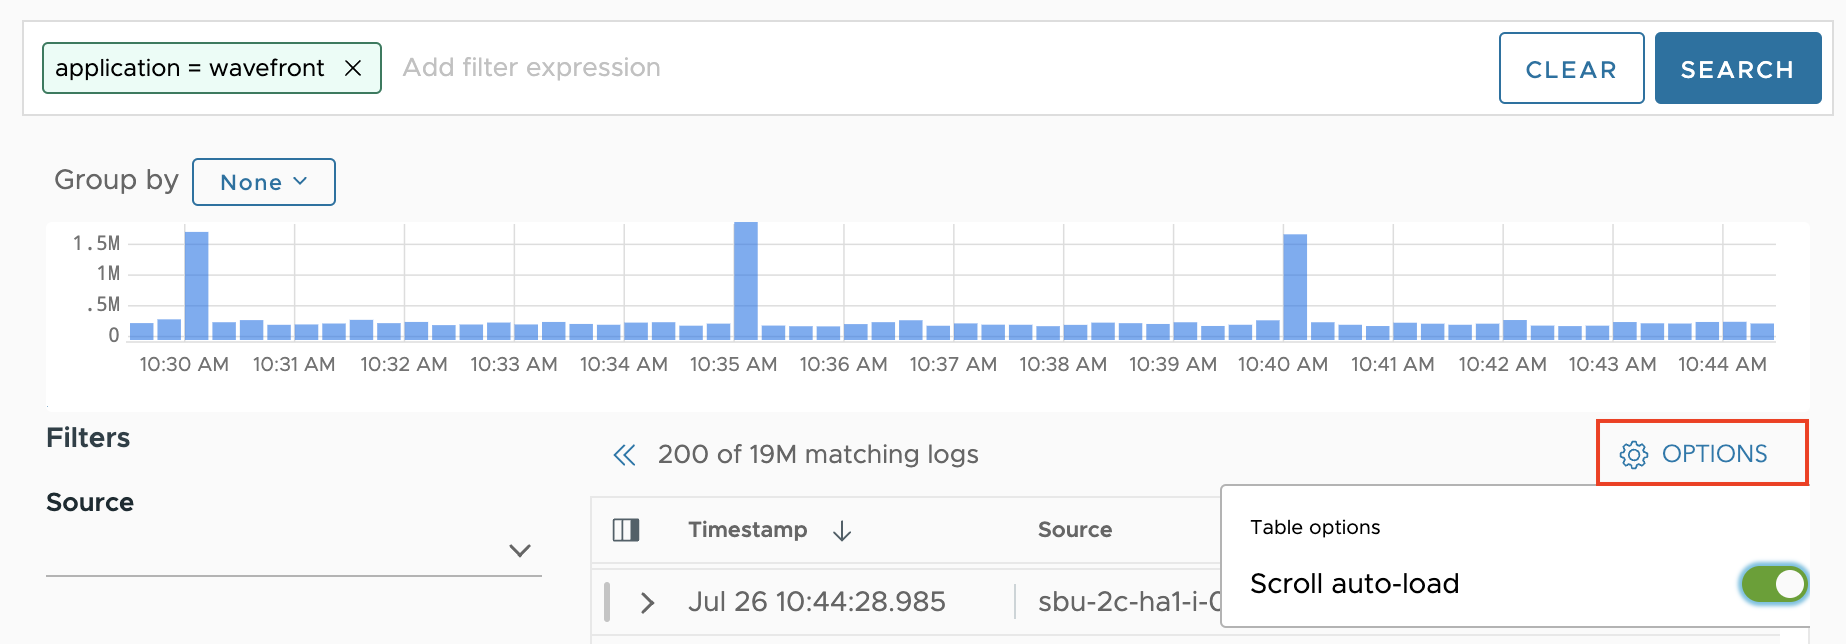 application = wavefront
Add filter expression
CLEAR
SEARCH
Group by
None
1.5M
1M
.5M
0
10:30 AM 10:31 AM 10:32 AM 10:33 AM 10:34 AM 10:35 AM 10:36 AM 10:37 AM 10:38 AM 10:39 AM 10:40 AM 10:41 AM 10:42 AM 10:43 AM 10:44 AM
Filters
200 of 19M matching logs
OPTIONS
Source
Timestamp
Source
Table options
Scroll auto-load
Jul 26 10:44:28.985
sbu-2c-ha1-i-0